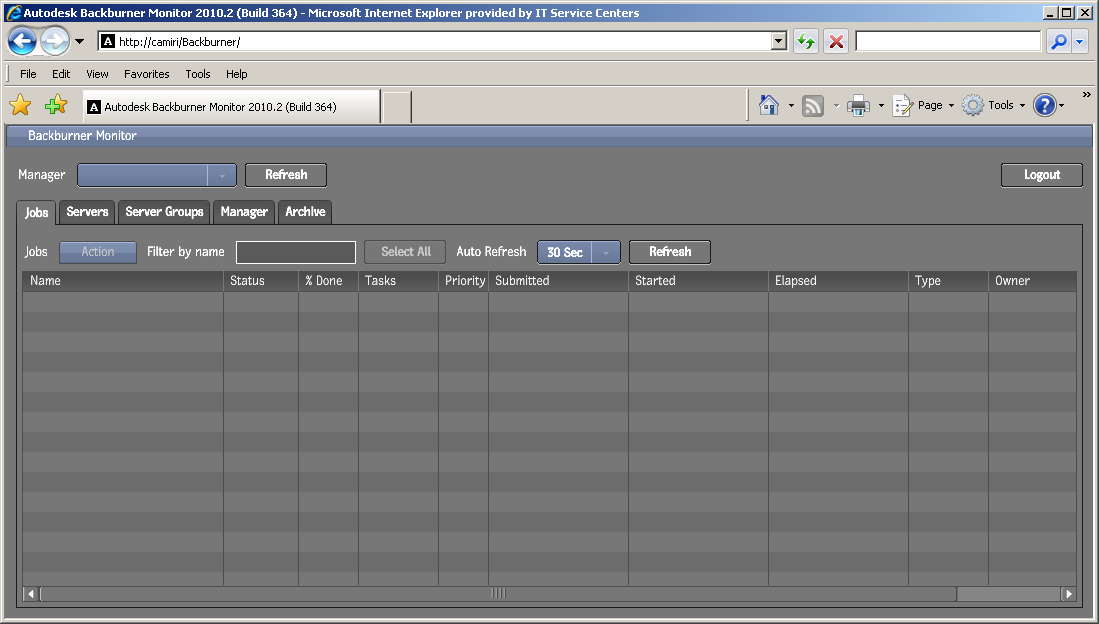 Autodesk Backburner Monitor 2010.2 (Build 364) - Microsoft Internet Explorer provided by IT Service Centers
http://camiri/Backburner/
File Edit View Favorites Tools Help
Autodesk Backburner Monitor 2010.2 (Build 364)
Page Tools
Backburner Monitor
Manager Refresh Logout
Jobs Servers Server Groups Manager Archive
Jobs Action Filter by name Select All Auto Refresh 30 Sec Refresh
Name Status % Done Tasks Priority Submitted Started Elapsed Type Owner